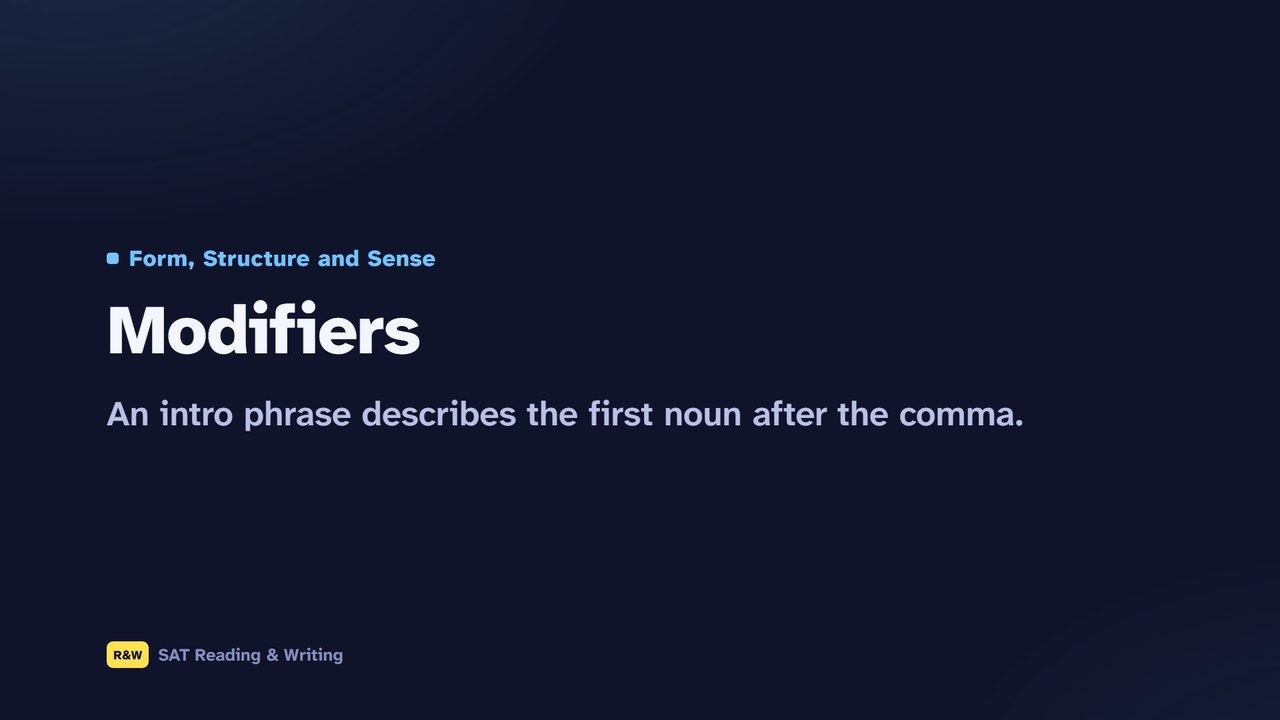 Form, Structure and Sense
Modifiers
An intro phrase describes the first noun after the comma.
R&W SAT Reading & Writing